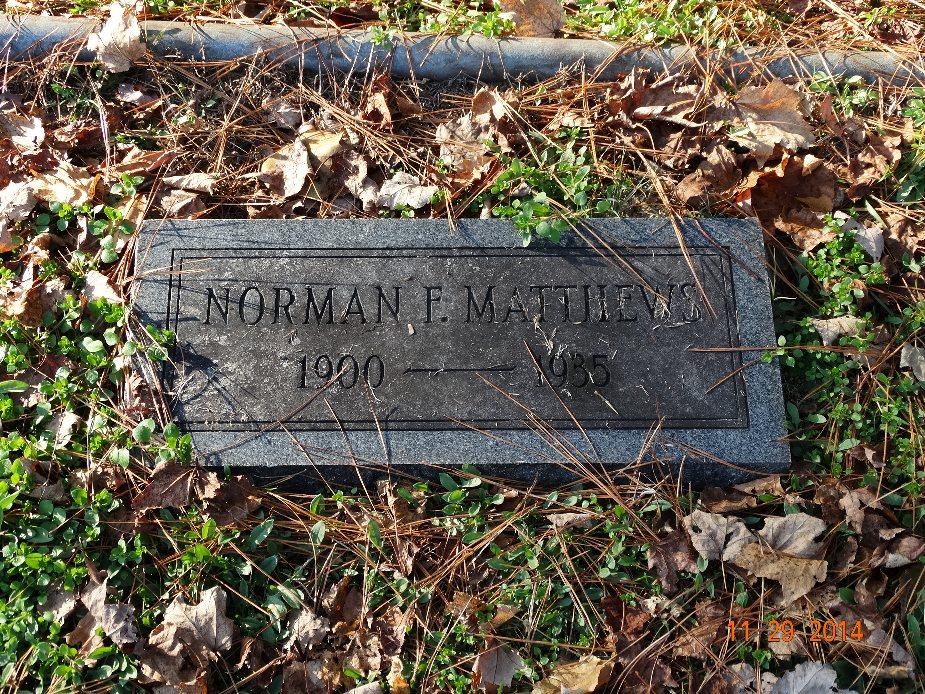 NORMAN F. MATTHEWS
1900 — 1935
11 29 2014